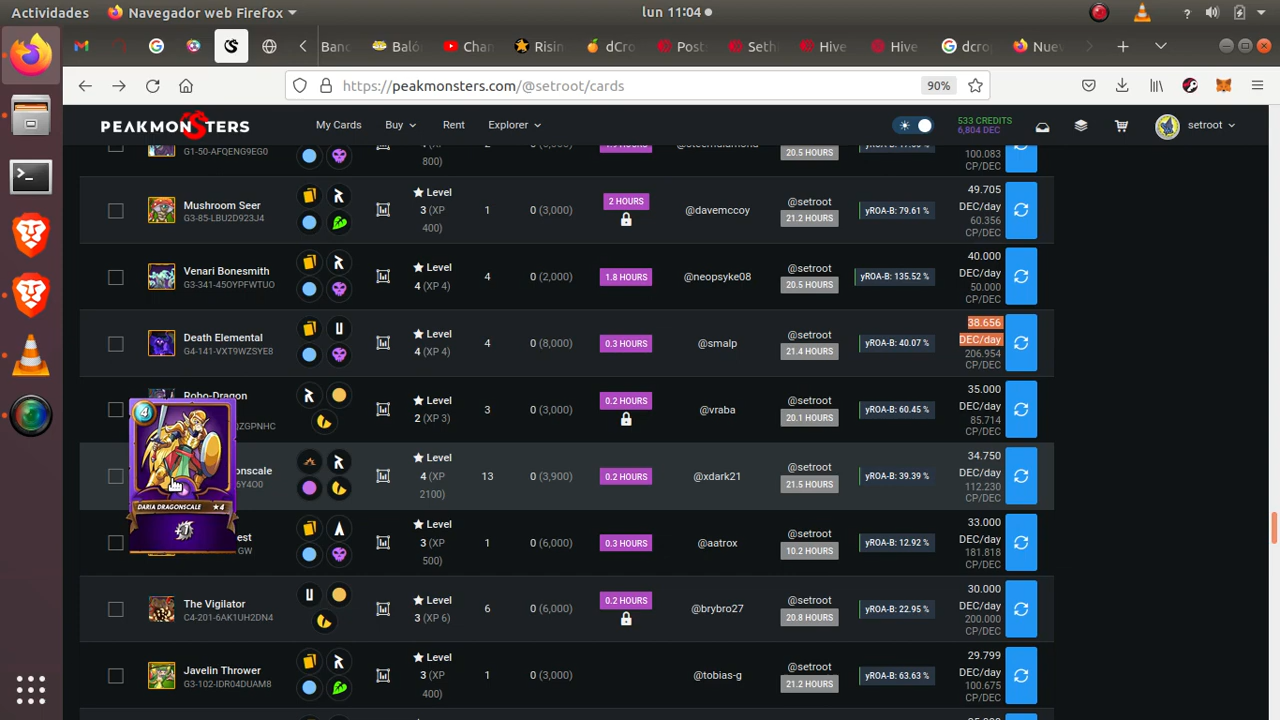 Actividades
Navegador web Firefox
lun 11:04
Banc
Baló
Chan
Risin
dCro
Post
Seth
Hive
Hive
dcrop
Nuev
https://peakmonsters.com/@setroot/cards
90%
PEAKMONSTERS
My Cards
Buy
Rent
Explorer
533 CREDITS
6,804 DEC
setroot
G1-50-AFQENG9EG0
800)
20.5 HOURS
100.083
CP/DEC
Mushroom Seer
G3-85-LBU2D923J4
Level
3 (XP
400)
1
0 (3,000)
2 HOURS
@davemccoy
@setroot
21.2 HOURS
yROA-B: 79.61 %
49.705
DEC/day
60.356
CP/DEC
Venari Bonesmith
G3-341-45OYPFWTUO
Level
4 (XP 4)
4
0 (2,000)
1.8 HOURS
@neopsyke08
@setroot
20.5 HOURS
yROA-B: 135.52 %
40.000
DEC/day
50.000
CP/DEC
Death Elemental
G4-141-VXT9WZSYE8
U
Level
4 (XP 4)
4
0 (8,000)
0.3 HOURS
@smalp
@setroot
21.4 HOURS
yROA-B: 40.07 %
38.656
DEC/day
206.954
CP/DEC
Robo-Dragon
QZGPNHC
Level
2 (XP 3)
3
0 (3,000)
0.2 HOURS
@vraba
@setroot
20.1 HOURS
yROA-B: 60.45 %
35.000
DEC/day
85.714
CP/DEC
4
DARIA DRAGONSCALE ★4
onscale
6Y4O0
Level
4 (XP
2100)
13
0 (3,900)
0.2 HOURS
@xdark21
@setroot
21.5 HOURS
yROA-B: 39.39 %
34.750
DEC/day
112.230
CP/DEC
est
GW
Level
3 (XP
500)
1
0 (6,000)
0.3 HOURS
@aatrox
@setroot
10.2 HOURS
yROA-B: 12.92 %
33.000
DEC/day
181.818
CP/DEC
The Vigilator
C4-201-6AK1UH2DN4
U
Level
3 (XP 6)
6
0 (6,000)
0.2 HOURS
@brybro27
@setroot
20.8 HOURS
yROA-B: 22.95 %
30.000
DEC/day
200.000
CP/DEC
Javelin Thrower
G3-102-IDR04DUAM8
Level
3 (XP
400)
1
0 (3,000)
@tobias-g
@setroot
21.2 HOURS
yROA-B: 63.63 %
29.799
DEC/day
100.675
CP/DEC